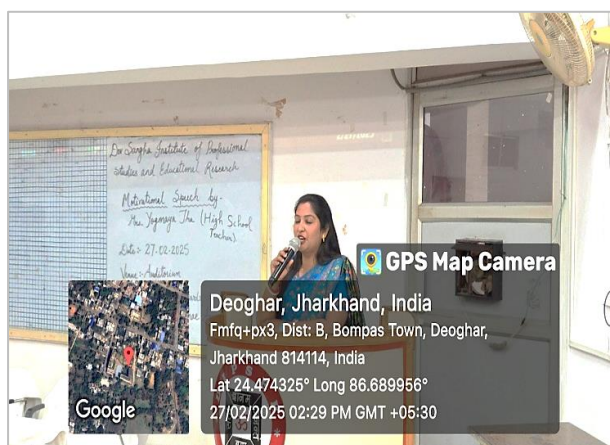 Dev Sangha Institute of Professional
Studies and Educational Research
Motivational Speech by-
Mrs. Yogmaya Jha (High School
Teacher)
Date:- 27.02.2025
Venue:- Auditorium
GPS Map Camera
Deoghar, Jharkhand, India
Fmfq+px3, Dist: B, Bompas Town, Deoghar,
Jharkhand 814114, India
Lat 24.474325° Long 86.689956°
27/02/2025 02:29 PM GMT +05:30
Google